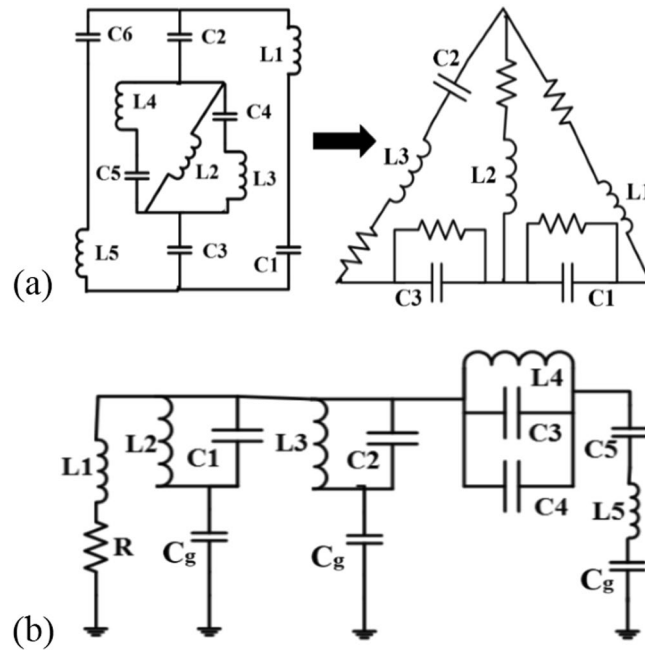 C6 C2 L1
L4 C4
C5 L2 L3
L5 C3 C1
(a)
C2
L3 L2 L1
C3 C1
L4
L2 L3 C3
L1 C1 C2 C5
C4
L5
R Cg Cg Cg
(b)